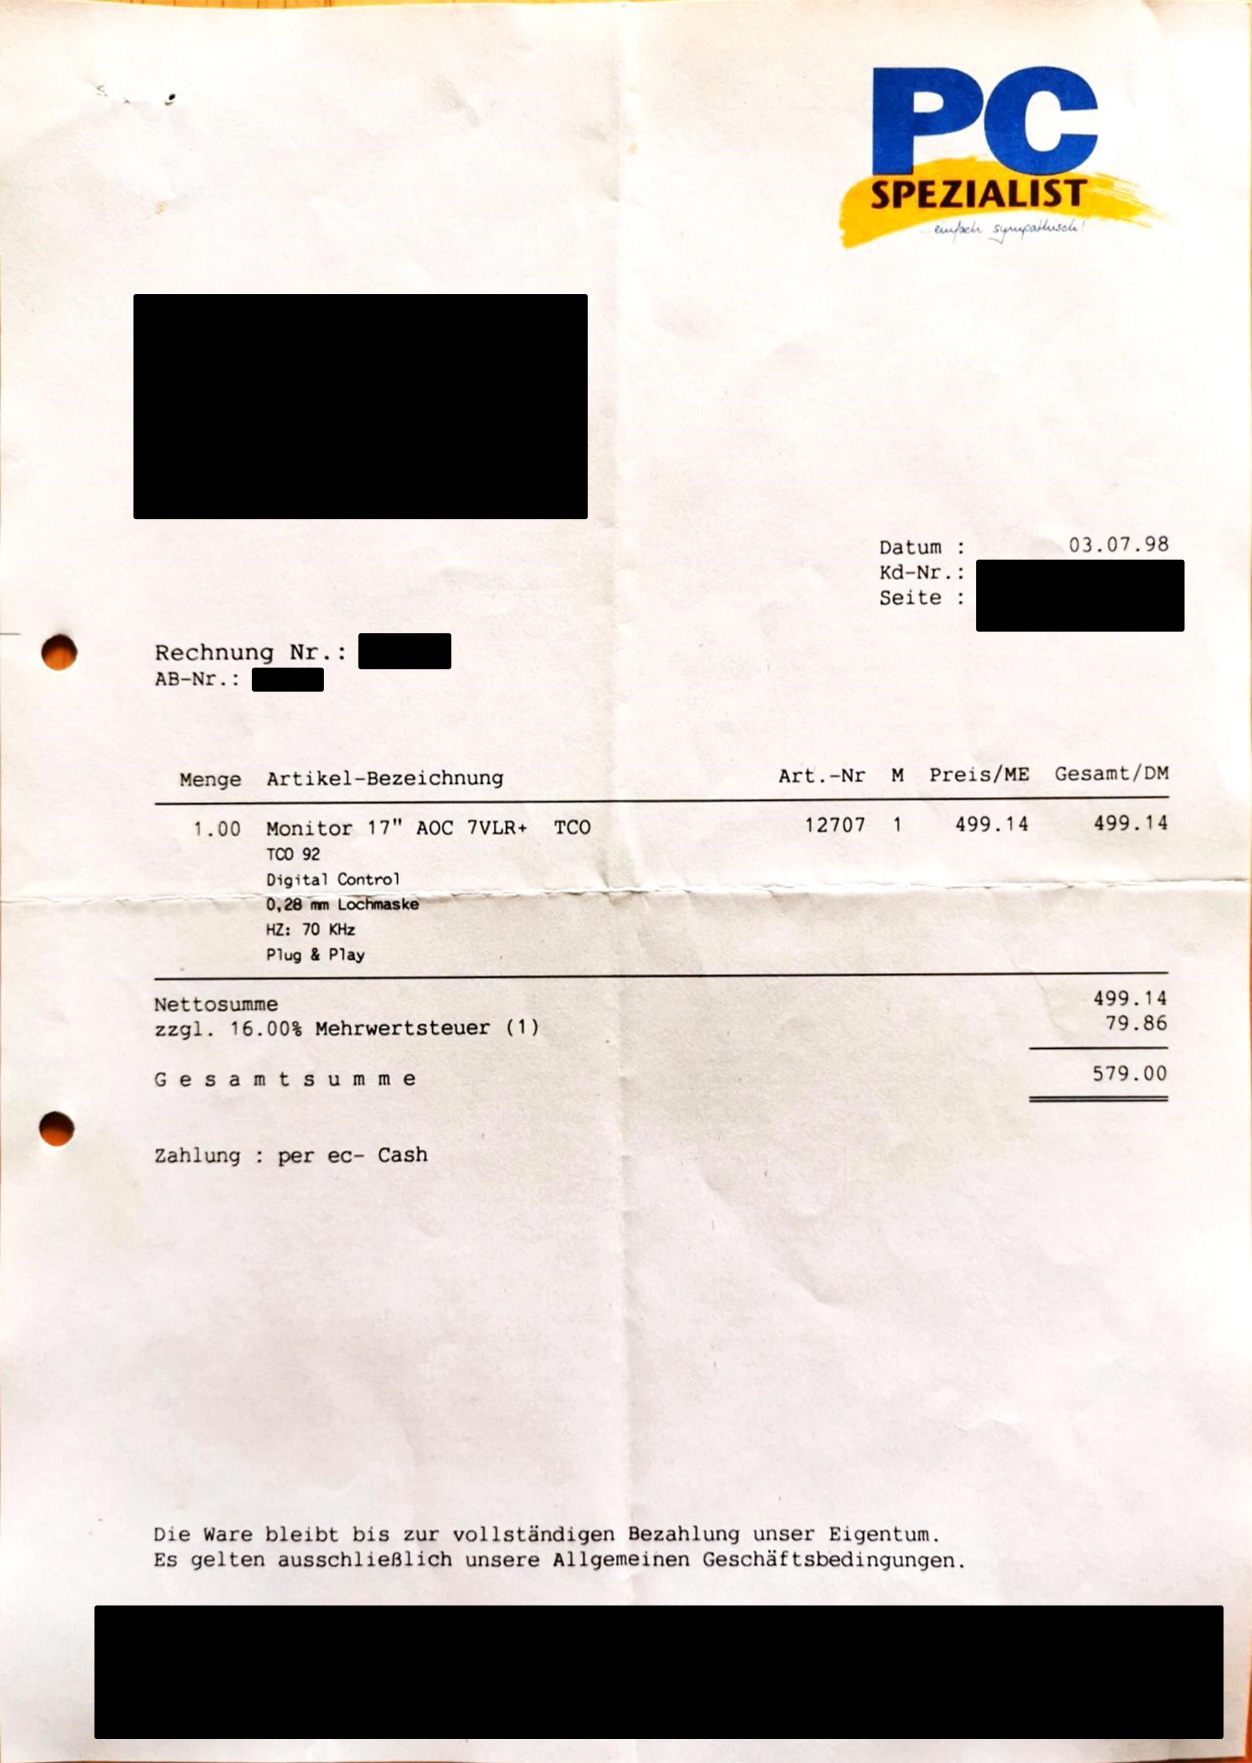 PC
SPEZIALIST
...einfach sympathisch!
Datum : 03.07.98
Kd-Nr.:
Seite :
Rechnung Nr.:
AB-Nr.:
Menge Artikel-Bezeichnung Art.-Nr M Preis/ME Gesamt/DM
1.00 Monitor 17" AOC 7VLR+ TCO 12707 1 499.14 499.14
TCO 92
Digital Control
0,28 mm Lochmaske
HZ: 70 KHz
Plug & Play
Nettosumme 499.14
zzgl. 16.00% Mehrwertsteuer (1) 79.86
G e s a m t s u m m e 579.00
Zahlung : per ec- Cash
Die Ware bleibt bis zur vollständigen Bezahlung unser Eigentum.
Es gelten ausschließlich unsere Allgemeinen Geschäftsbedingungen.